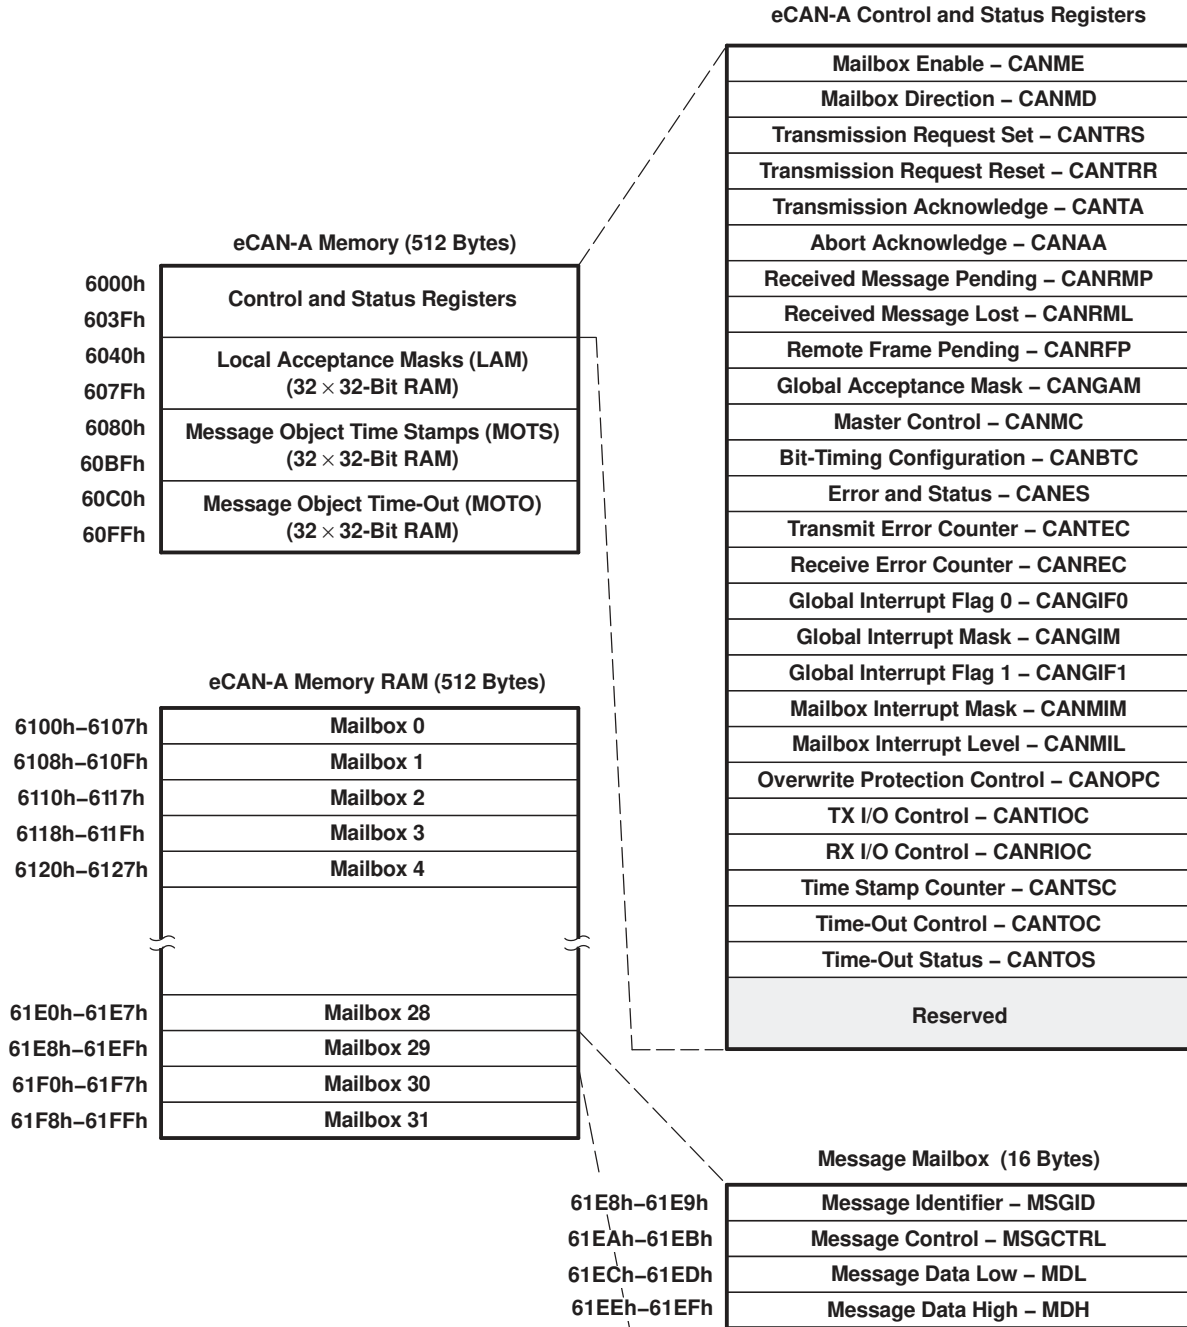 eCAN-A Control and Status Registers
Mailbox Enable – CANME
Mailbox Direction – CANMD
Transmission Request Set – CANTRS
Transmission Request Reset – CANTRR
Transmission Acknowledge – CANTA
Abort Acknowledge – CANAA
Received Message Pending – CANRMP
Received Message Lost – CANRML
Remote Frame Pending – CANRFP
Global Acceptance Mask – CANGAM
Master Control – CANMC
Bit-Timing Configuration – CANBTC
Error and Status – CANES
Transmit Error Counter – CANTEC
Receive Error Counter – CANREC
Global Interrupt Flag 0 – CANGIF0
Global Interrupt Mask – CANGIM
Global Interrupt Flag 1 – CANGIF1
Mailbox Interrupt Mask – CANMIM
Mailbox Interrupt Level – CANMIL
Overwrite Protection Control – CANOPC
TX I/O Control – CANTIOC
RX I/O Control – CANRIOC
Time Stamp Counter – CANTSC
Time-Out Control – CANTOC
Time-Out Status – CANTOS
Reserved
eCAN-A Memory (512 Bytes)
6000h
Control and Status Registers
603Fh
6040h
Local Acceptance Masks (LAM)
(32 × 32-Bit RAM)
607Fh
6080h
Message Object Time Stamps (MOTS)
(32 × 32-Bit RAM)
60BFh
60C0h
Message Object Time-Out (MOTO)
(32 × 32-Bit RAM)
60FFh
eCAN-A Memory RAM (512 Bytes)
6100h–6107h Mailbox 0
6108h–610Fh Mailbox 1
6110h–6117h Mailbox 2
6118h–611Fh Mailbox 3
6120h–6127h Mailbox 4
61E0h–61E7h Mailbox 28
61E8h–61EFh Mailbox 29
61F0h–61F7h Mailbox 30
61F8h–61FFh Mailbox 31
Message Mailbox (16 Bytes)
61E8h–61E9h Message Identifier – MSGID
61EAh–61EBh Message Control – MSGCTRL
61ECh–61EDh Message Data Low – MDL
61EEh–61EFh Message Data High – MDH